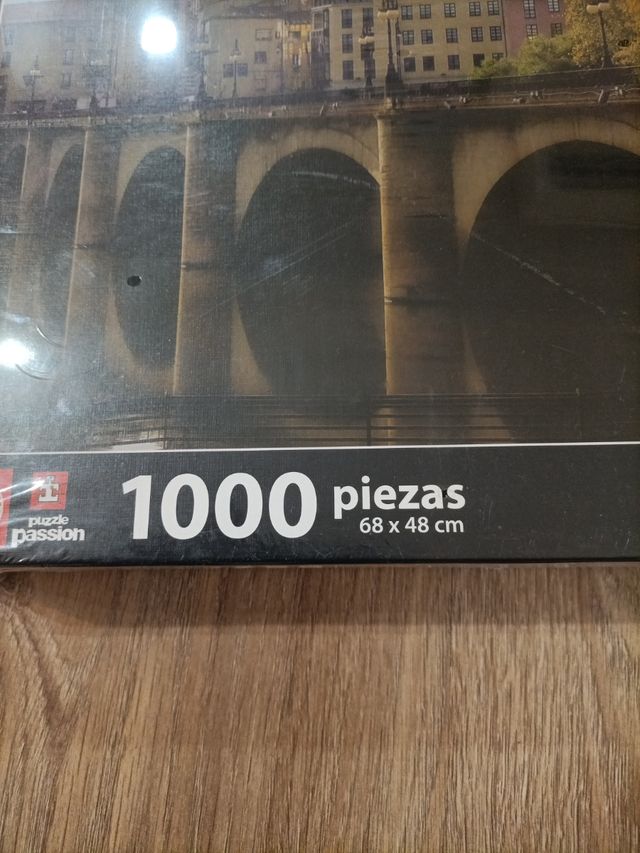 puzzle
passion
1000 piezas
68 x 48 cm